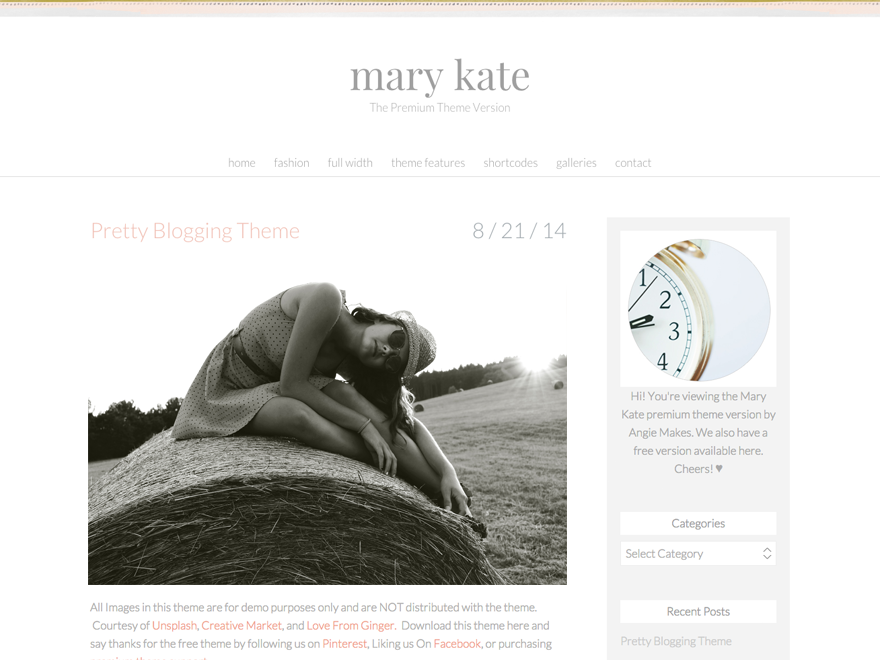 mary kate
The Premium Theme Version
home fashion full width theme features shortcodes galleries contact
Pretty Blogging Theme 8 / 21 / 14
All Images in this theme are for demo purposes only and are NOT distributed with the theme.
Courtesy of Unsplash, Creative Market, and Love From Ginger. Download this theme here and
say thanks for the free theme by following us on Pinterest, Liking us On Facebook, or purchasing
1
2
3
4
Hi! You're viewing the Mary
Kate premium theme version by
Angie Makes. We also have a
free version available here.
Cheers! ♥
Categories
Select Category
Recent Posts
Pretty Blogging Theme